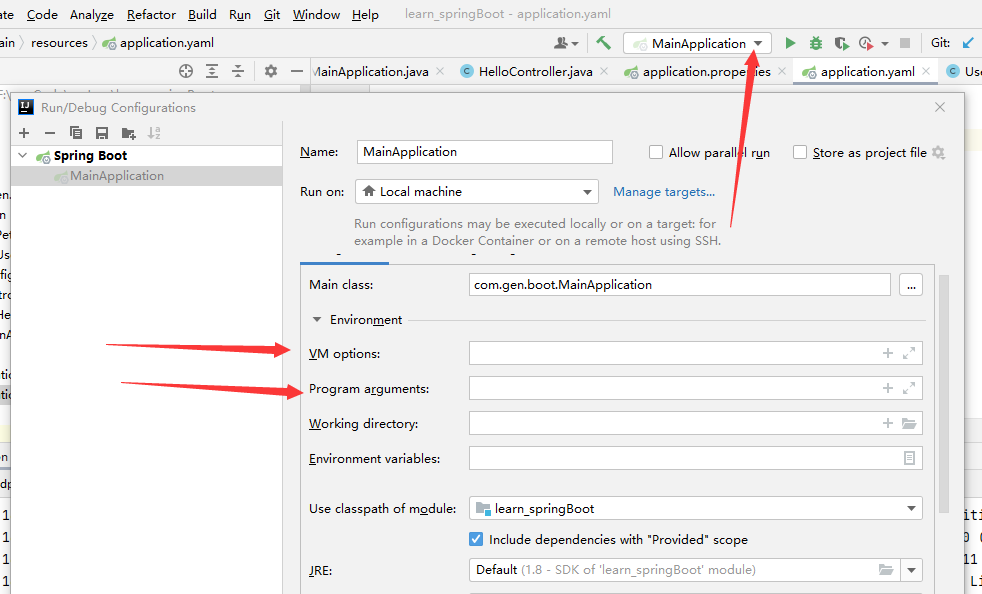 ate Code Analyze Refactor Build Run Git Window Help learn_springBoot - application.yaml
ain resources application.yaml MainApplication Git:
MainApplication.java HelloController.java application.properties application.yaml Use
Run/Debug Configurations
Spring Boot
MainApplication
Name: MainApplication Allow parallel run Store as project file
Run on: Local machine Manage targets...
Run configurations may be executed locally or on a target: for
example in a Docker Container or on a remote host using SSH.
Main class: com.gen.boot.MainApplication ...
Environment
VM options:
Program arguments:
Working directory:
Environment variables:
Use classpath of module: learn_springBoot
Include dependencies with "Provided" scope
JRE: Default (1.8 - SDK of 'learn_springBoot' module)